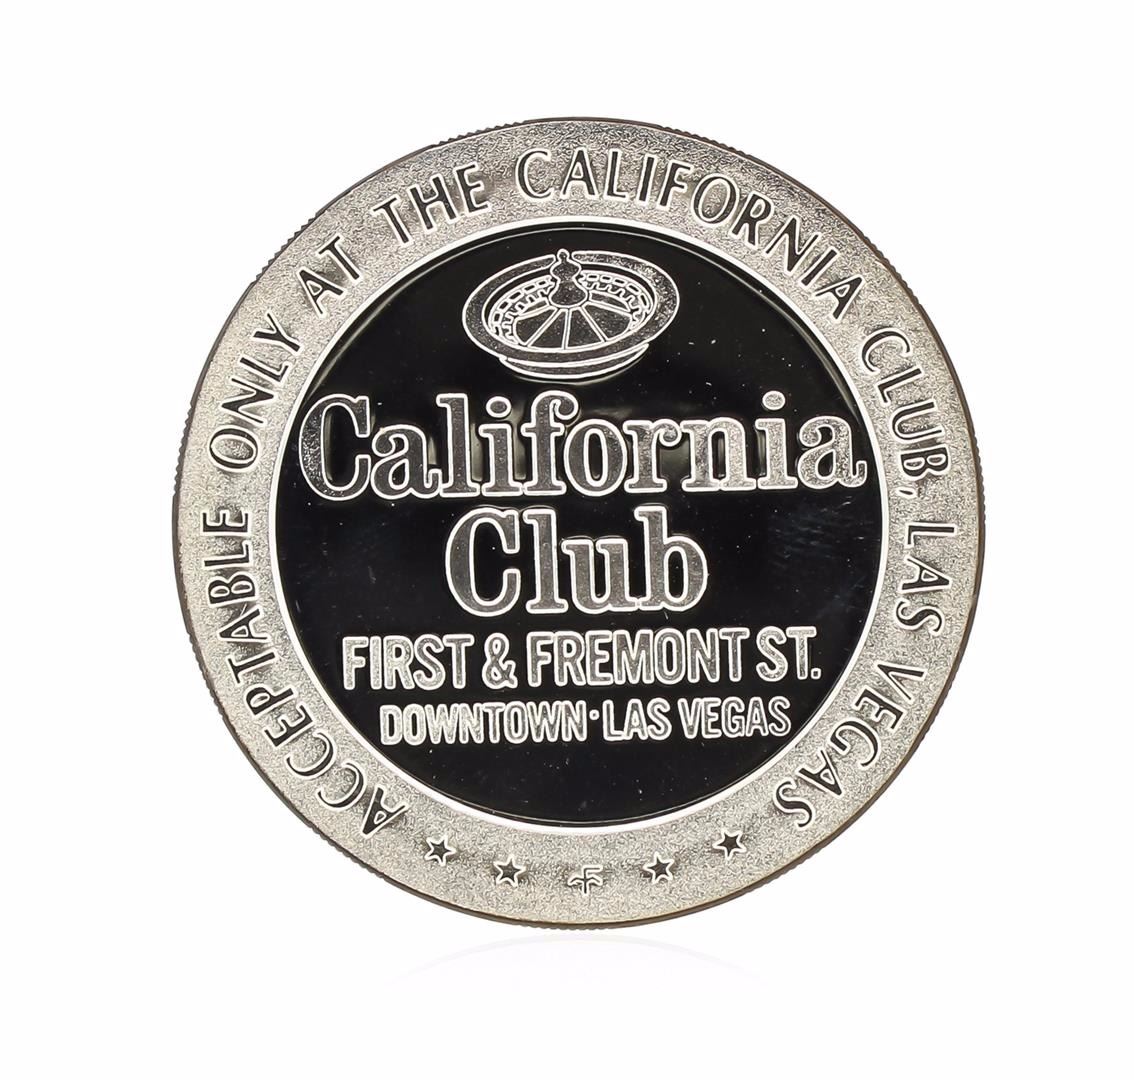 ACCEPTABLE ONLY AT THE CALIFORNIA CLUB, LAS VEGAS
California
Club
FIRST & FREMONT ST.
DOWNTOWN·LAS VEGAS